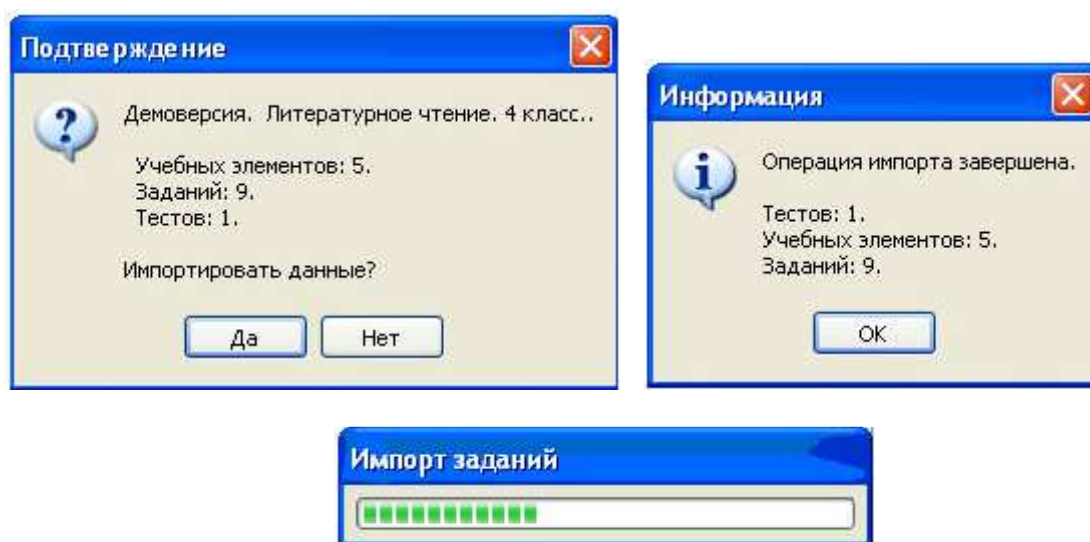 Подтверждение
Демоверсия. Литературное чтение. 4 класс..
Учебных элементов: 5.
Заданий: 9.
Тестов: 1.
Импортировать данные?
Да
Нет
Информация
Операция импорта завершена.
Тестов: 1.
Учебных элементов: 5.
Заданий: 9.
ОК
Импорт заданий